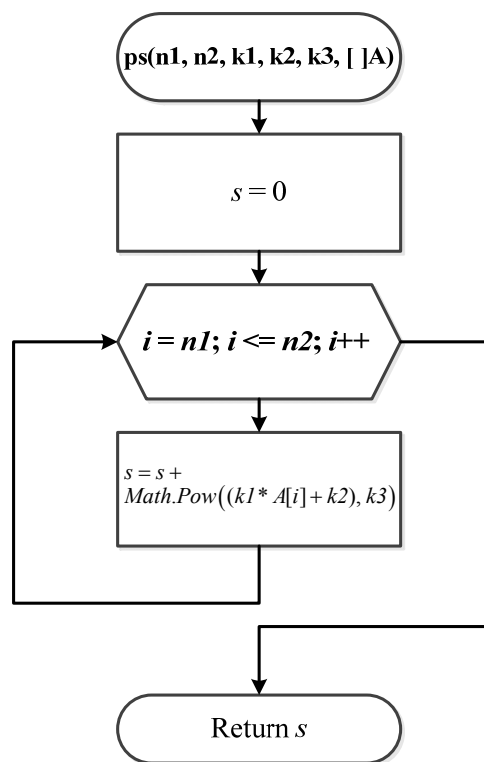 ps(n1, n2, k1, k2, k3, [ ]A)
s = 0
i = n1; i <= n2; i++
s = s +
Math.Pow((k1* A[i]+ k2), k3)
Return s